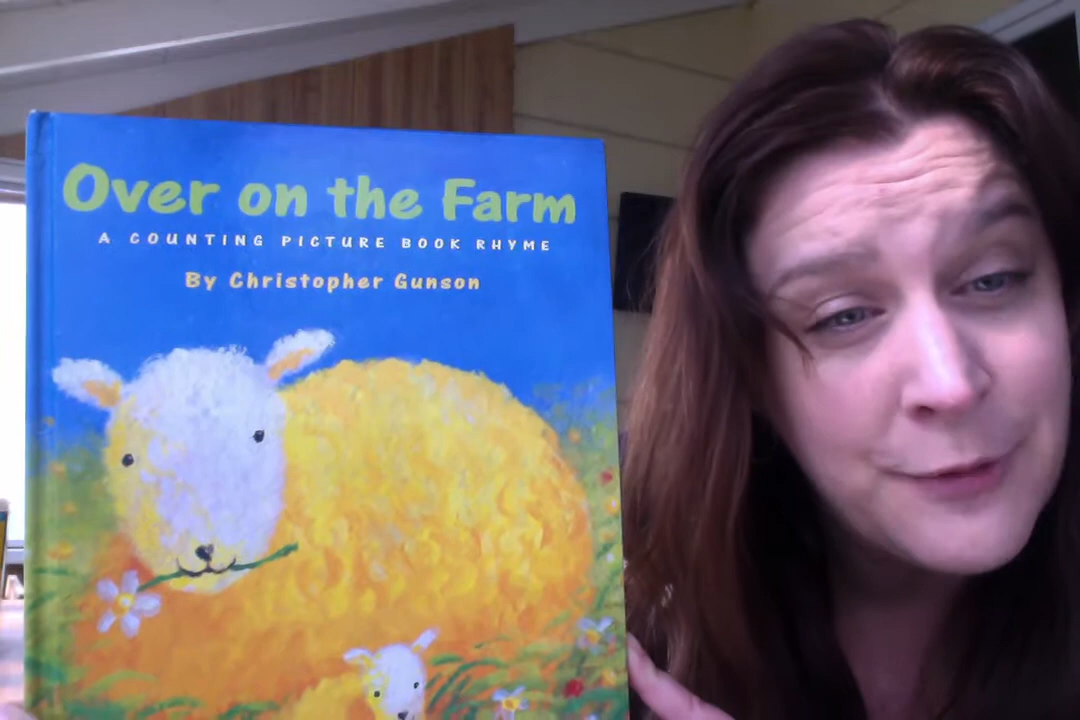 Over on the Farm
A COUNTING PICTURE BOOK RHYME
By Christopher Gunson